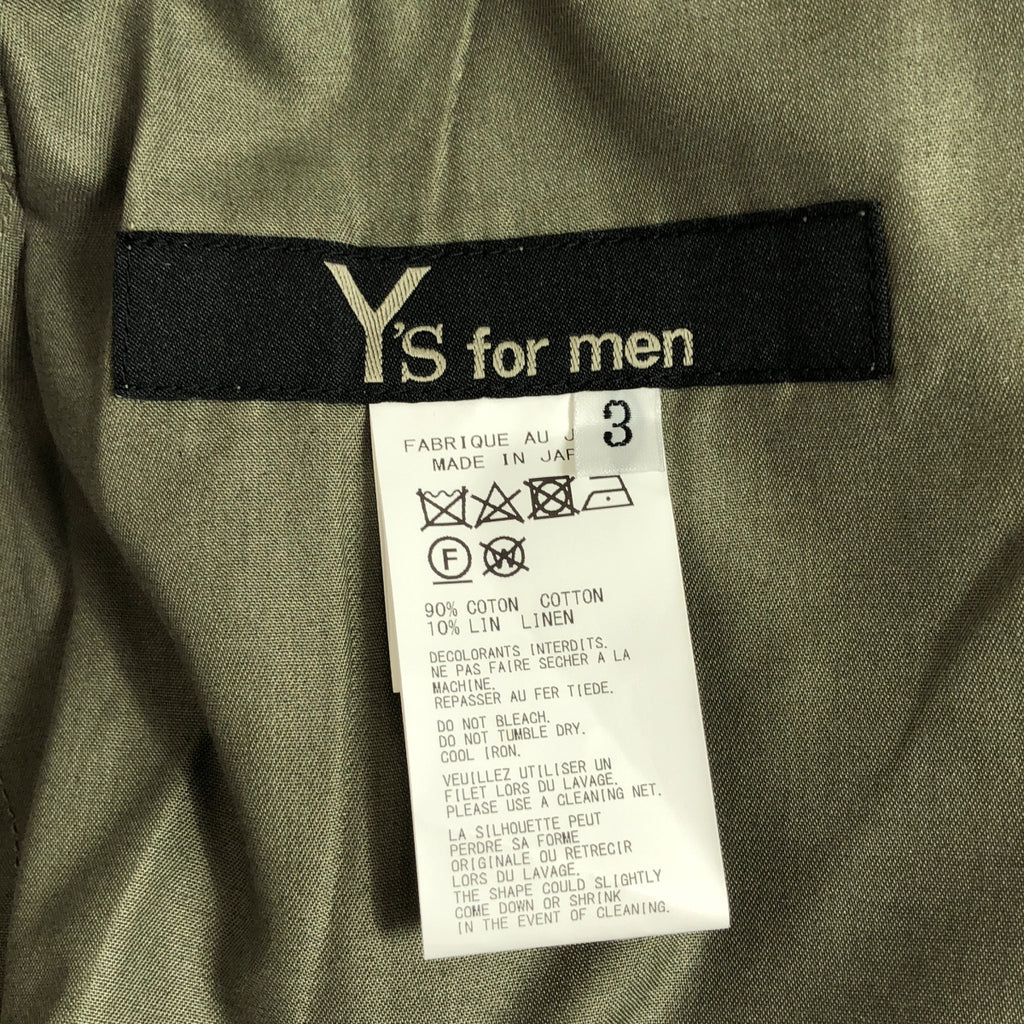 Y's for men
3
FABRIQUE AU J
MADE IN JAP
F
W
90% COTON COTTON
10% LIN LINEN
DECOLORANTS INTERDITS.
NE PAS FAIRE SECHER A LA
MACHINE.
REPASSER AU FER TIEDE.
DO NOT BLEACH.
DO NOT TUMBLE DRY.
COOL IRON.
VEUILLEZ UTILISER UN
FILET LORS DU LAVAGE.
PLEASE USE A CLEANING NET.
LA SILHOUETTE PEUT
PERDRE SA FORME
ORIGINALE OU RETRECIR
LORS DU LAVAGE.
THE SHAPE COULD SLIGHTLY
COME DOWN OR SHRINK
IN THE EVENT OF CLEANING.